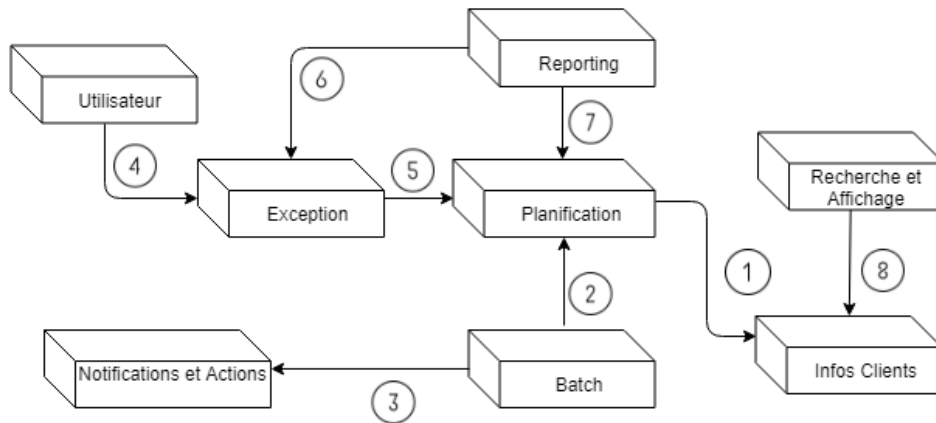 Reporting
6
Utilisateur
7
4
Recherche et
Affichage
5
Exception
Planification
1
8
2
Notifications et Actions
Batch
Infos Clients
3